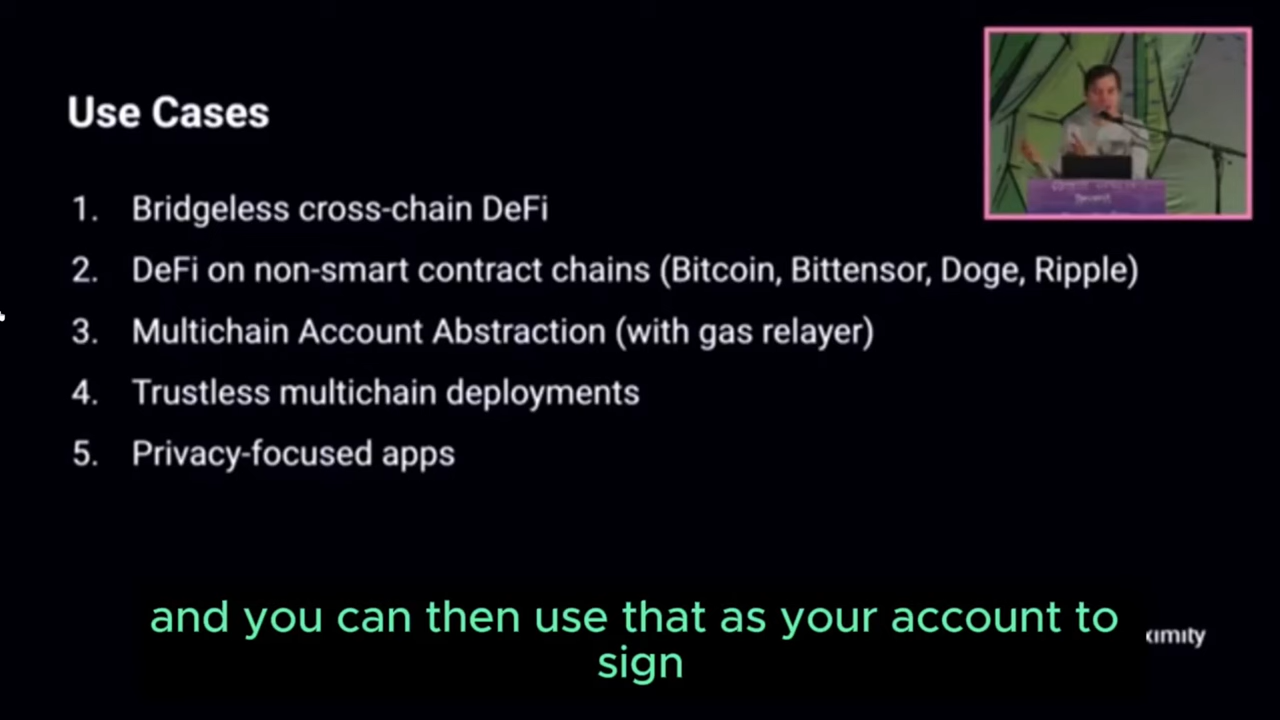 Use Cases
1. Bridgeless cross-chain DeFi
2. DeFi on non-smart contract chains (Bitcoin, Bittensor, Doge, Ripple)
3. Multichain Account Abstraction (with gas relayer)
4. Trustless multichain deployments
5. Privacy-focused apps
and you can then use that as your account to
sign
ximity